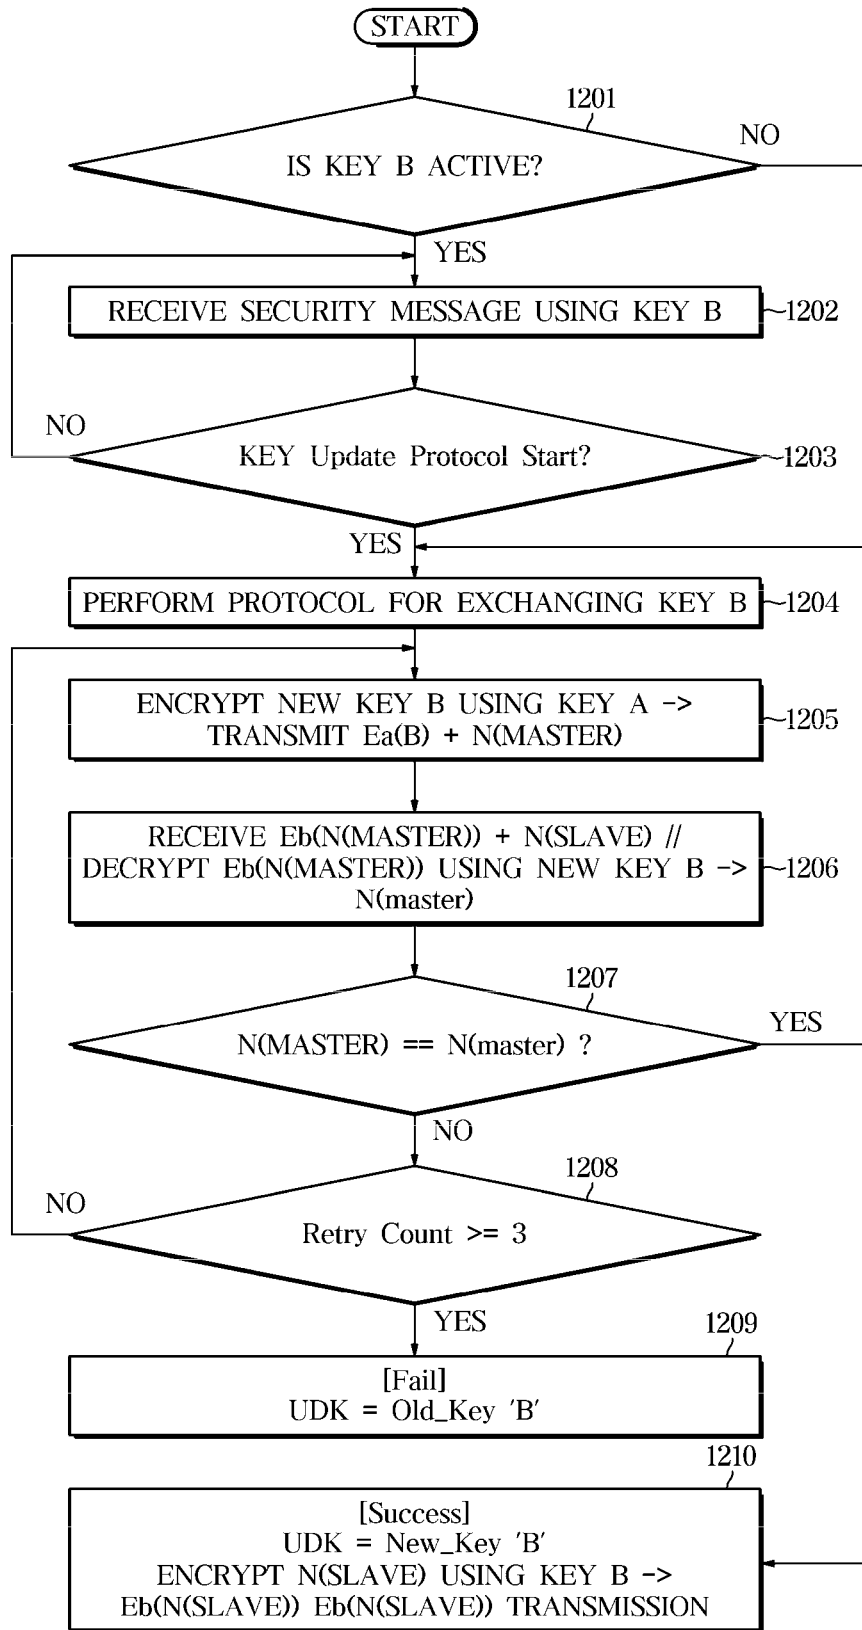 START
1201
NO
IS KEY B ACTIVE?
YES
RECEIVE SECURITY MESSAGE USING KEY B
1202
NO
KEY Update Protocol Start?
1203
YES
PERFORM PROTOCOL FOR EXCHANGING KEY B
1204
ENCRYPT NEW KEY B USING KEY A ->
TRANSMIT Ea(B) + N(MASTER)
1205
RECEIVE Eb(N(MASTER)) + N(SLAVE) //
DECRYPT Eb(N(MASTER)) USING NEW KEY B ->
N(master)
1206
1207
YES
N(MASTER) == N(master) ?
NO
1208
NO
Retry Count >= 3
YES
1209
[Fail]
UDK = Old_Key 'B'
1210
[Success]
UDK = New_Key 'B'
ENCRYPT N(SLAVE) USING KEY B ->
Eb(N(SLAVE)) Eb(N(SLAVE)) TRANSMISSION